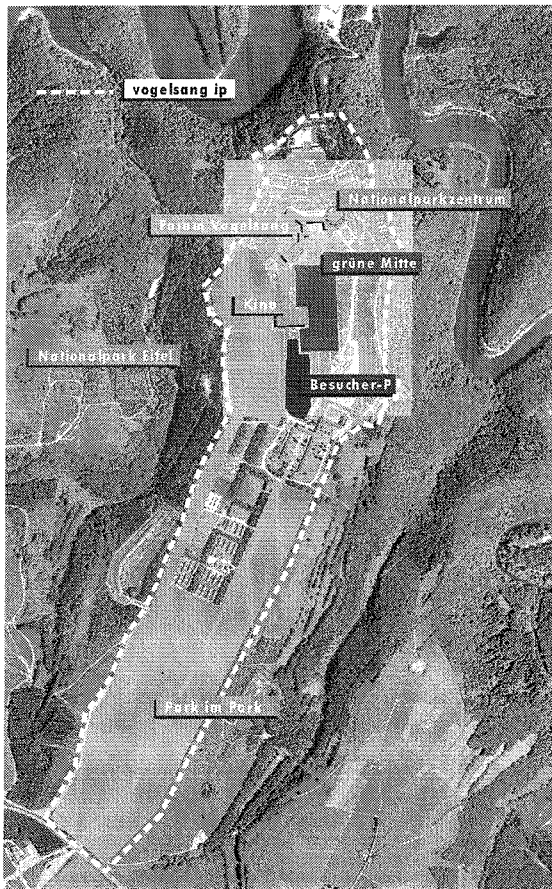 vogelsang ip
Nationalparkzentrum
Forum Vogelsang
grüne Mitte
Kino
Nationalpark Eifel
Besucher-P
Park im Park